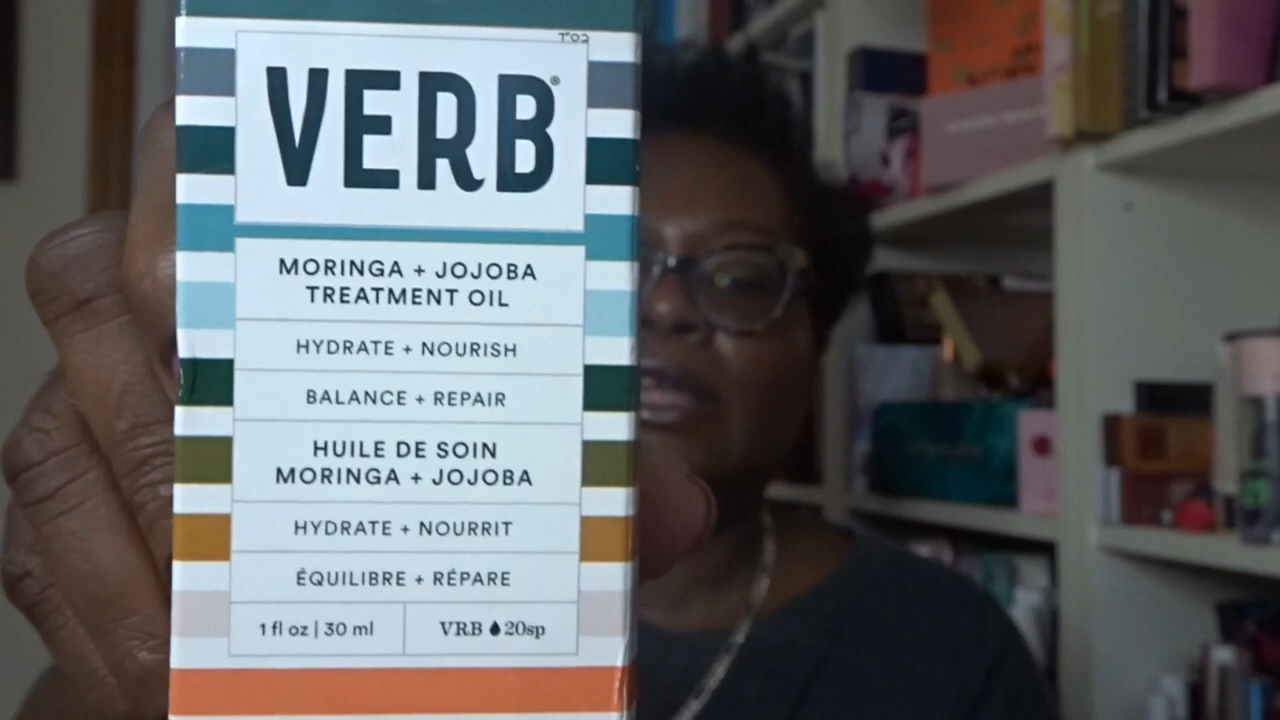 VERB®
MORINGA + JOJOBA
TREATMENT OIL
HYDRATE + NOURISH
BALANCE + REPAIR
HUILE DE SOIN
MORINGA + JOJOBA
HYDRATE + NOURRIT
ÉQUILIBRE + RÉPARE
1 fl oz | 30 ml
VRB 20sp